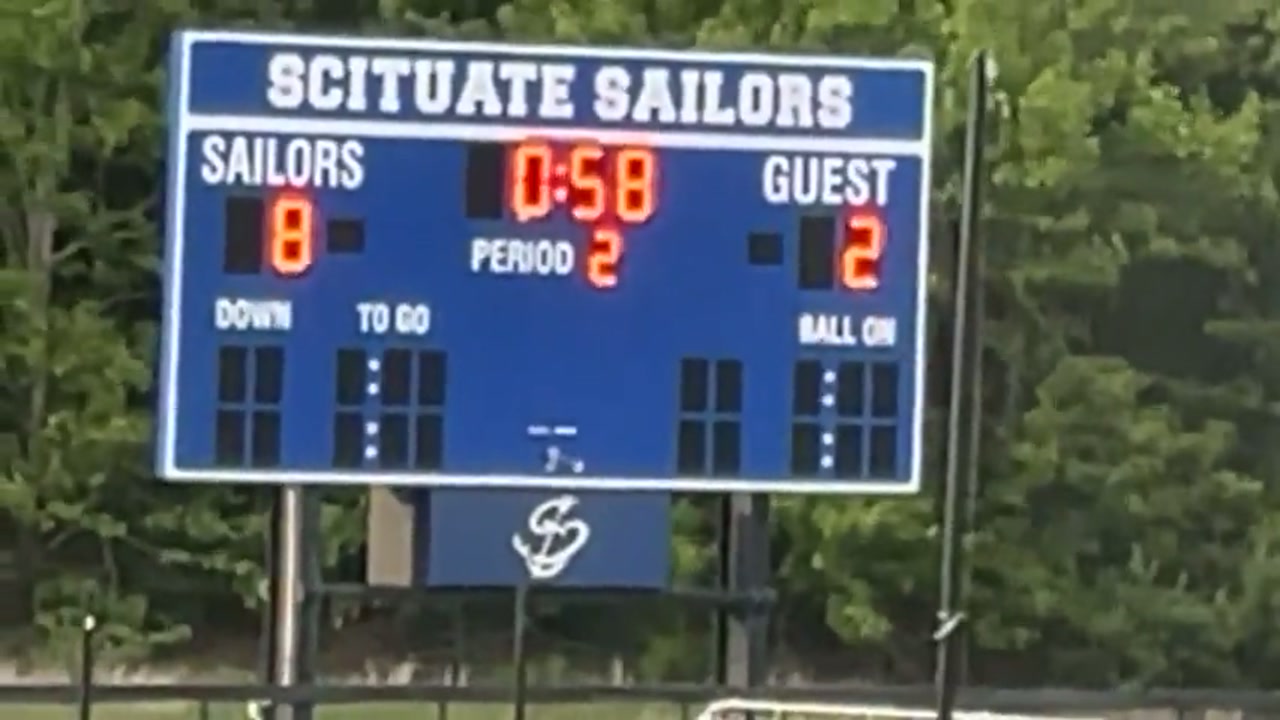 SCITUATE SAILORS
SAILORS 0:58 GUEST
8 PERIOD 2 2
DOWN TO GO BALL ON